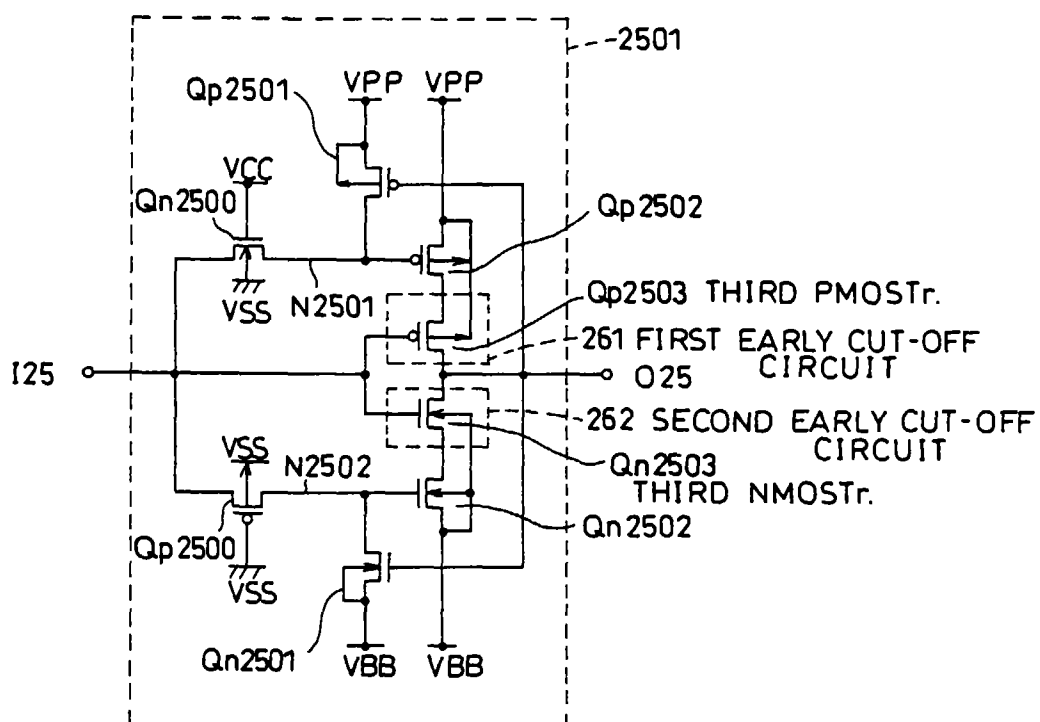 2501
Qp2501
VPP
VPP
VCC
Qn2500
Qp2502
VSS
N2501
Qp2503 THIRD PMOSTr.
261 FIRST EARLY CUT-OFF
CIRCUIT
I25
O25
262 SECOND EARLY CUT-OFF
CIRCUIT
VSS
N2502
Qn2503
THIRD NMOSTr.
Qp2500
Qn2502
VSS
Qn2501
VBB
VBB